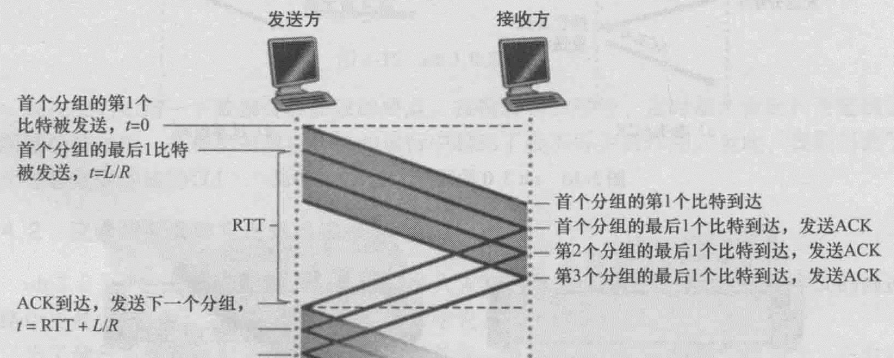 发送方
接收方
首个分组的第1个
比特被发送，t=0
首个分组的最后1比特
被发送，t=L/R
首个分组的第1个比特到达
首个分组的最后1个比特到达，发送ACK
RTT
第2个分组的最后1个比特到达，发送ACK
第3个分组的最后1个比特到达，发送ACK
ACK到达，发送下一个分组，
t = RTT + L/R